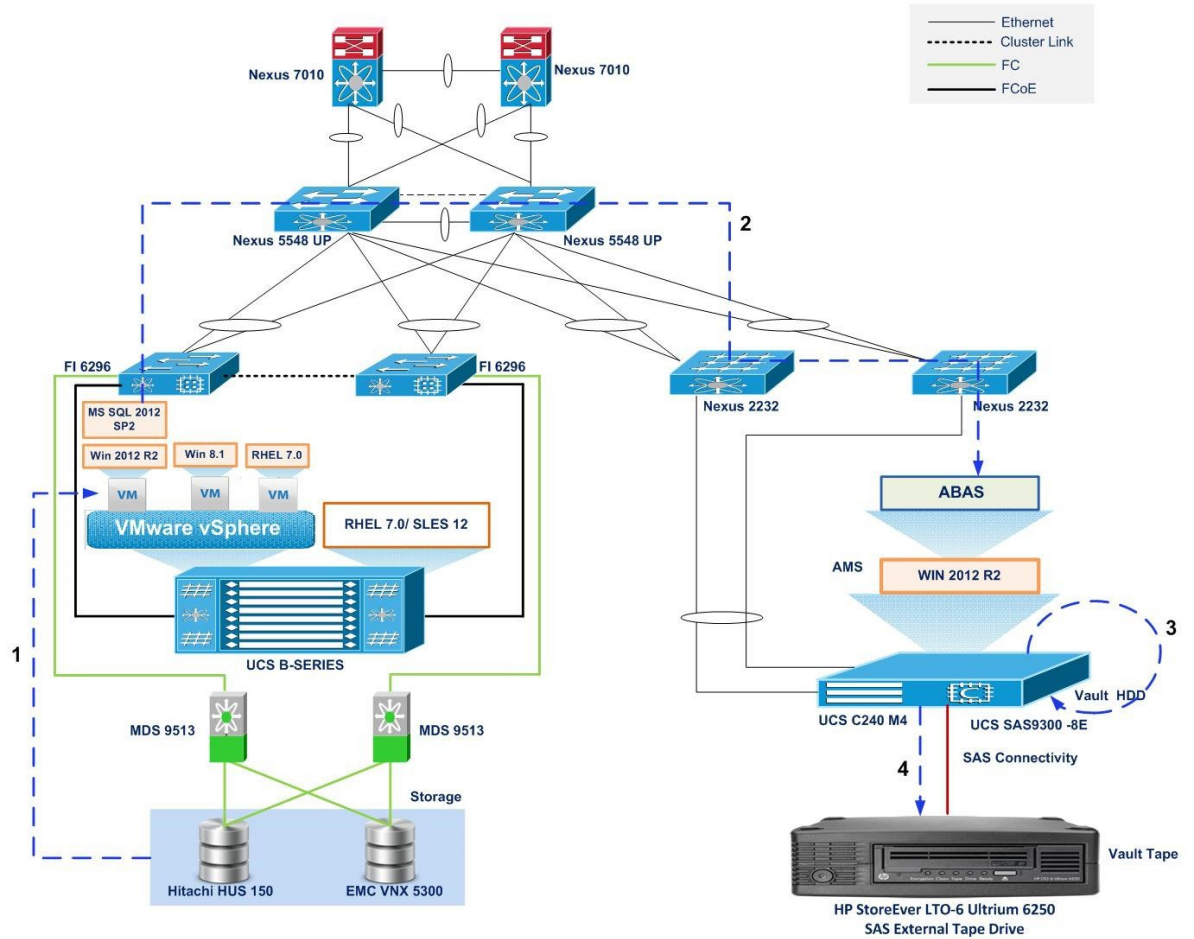 Ethernet
Cluster Link
FC
FCoE
Nexus 7010
Nexus 7010
2
Nexus 5548 UP
Nexus 5548 UP
FI 6296
FI 6296
Nexus 2232
Nexus 2232
MS SQL 2012
SP2
Win 2012 R2
Win 8.1
RHEL 7.0
VM
VM
VM
VMware vSphere
RHEL 7.0/ SLES 12
ABAS
AMS
WIN 2012 R2
UCS B-SERIES
1
3
Vault HDD
UCS C240 M4
UCS SAS9300 -8E
MDS 9513
MDS 9513
SAS Connectivity
4
Storage
Hitachi HUS 150
EMC VNX 5300
Vault Tape
HP StoreEver LTO-6 Ultrium 6250
SAS External Tape Drive